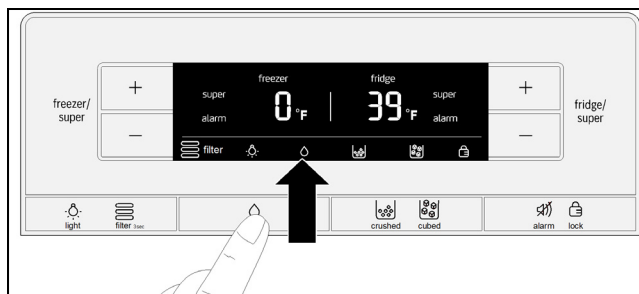 freezer
fridge
super
super
0 °F
39 °F
alarm
alarm
filter
freezer/
super
+
−
+
−
fridge/
super
light
filter 3sec
crushed
cubed
alarm
lock